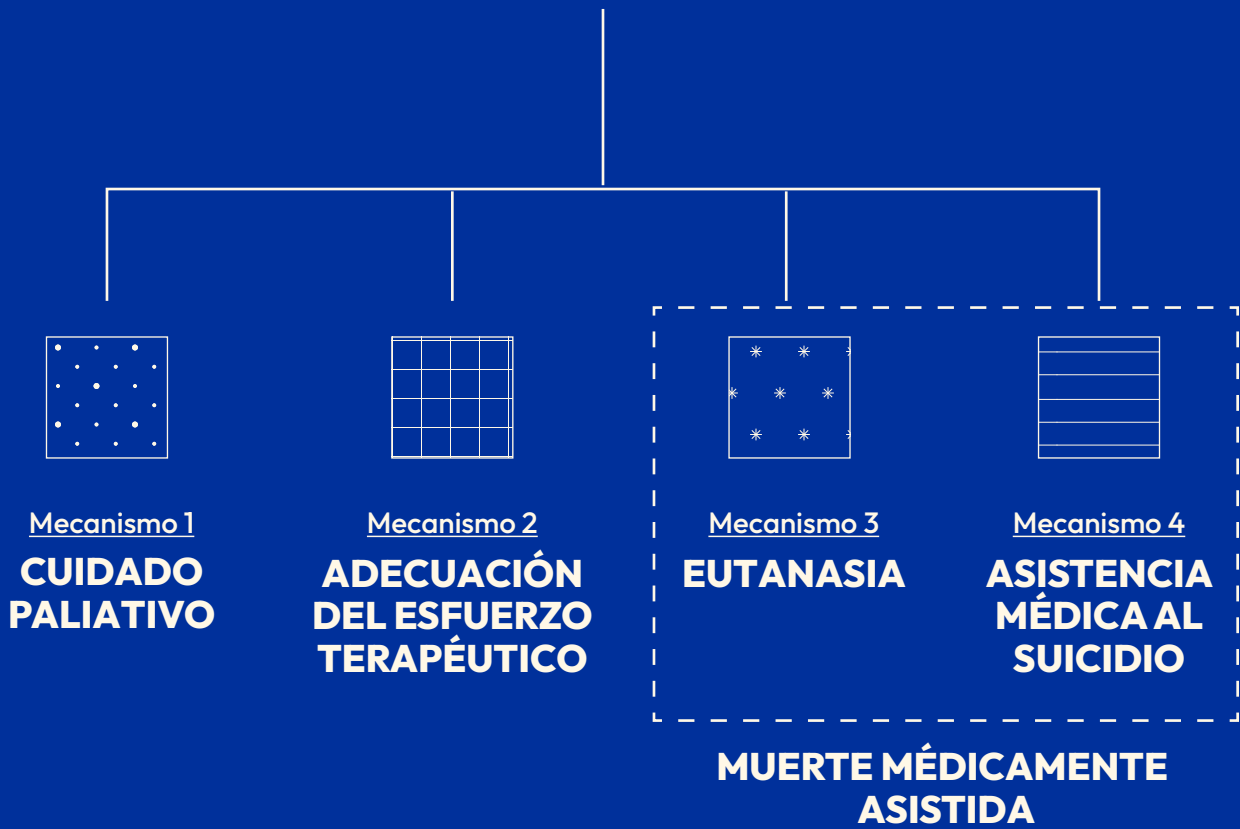 Mecanismo 1
CUIDADO
PALIATIVO
Mecanismo 2
ADECUACIÓN
DEL ESFUERZO
TERAPÉUTICO
Mecanismo 3
EUTANASIA
Mecanismo 4
ASISTENCIA
MÉDICA AL
SUICIDIO
MUERTE MÉDICAMENTE
ASISTIDA